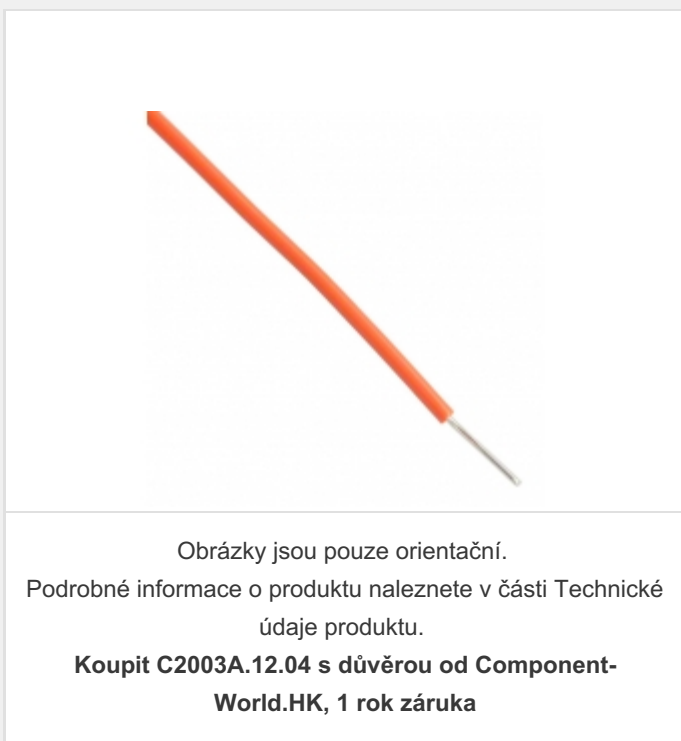 Obrázky jsou pouze orientační.
Podrobné informace o produktu naleznete v části Technické
údaje produktu.
Koupit C2003A.12.04 s důvěrou od Component-
World.HK, 1 rok záruka